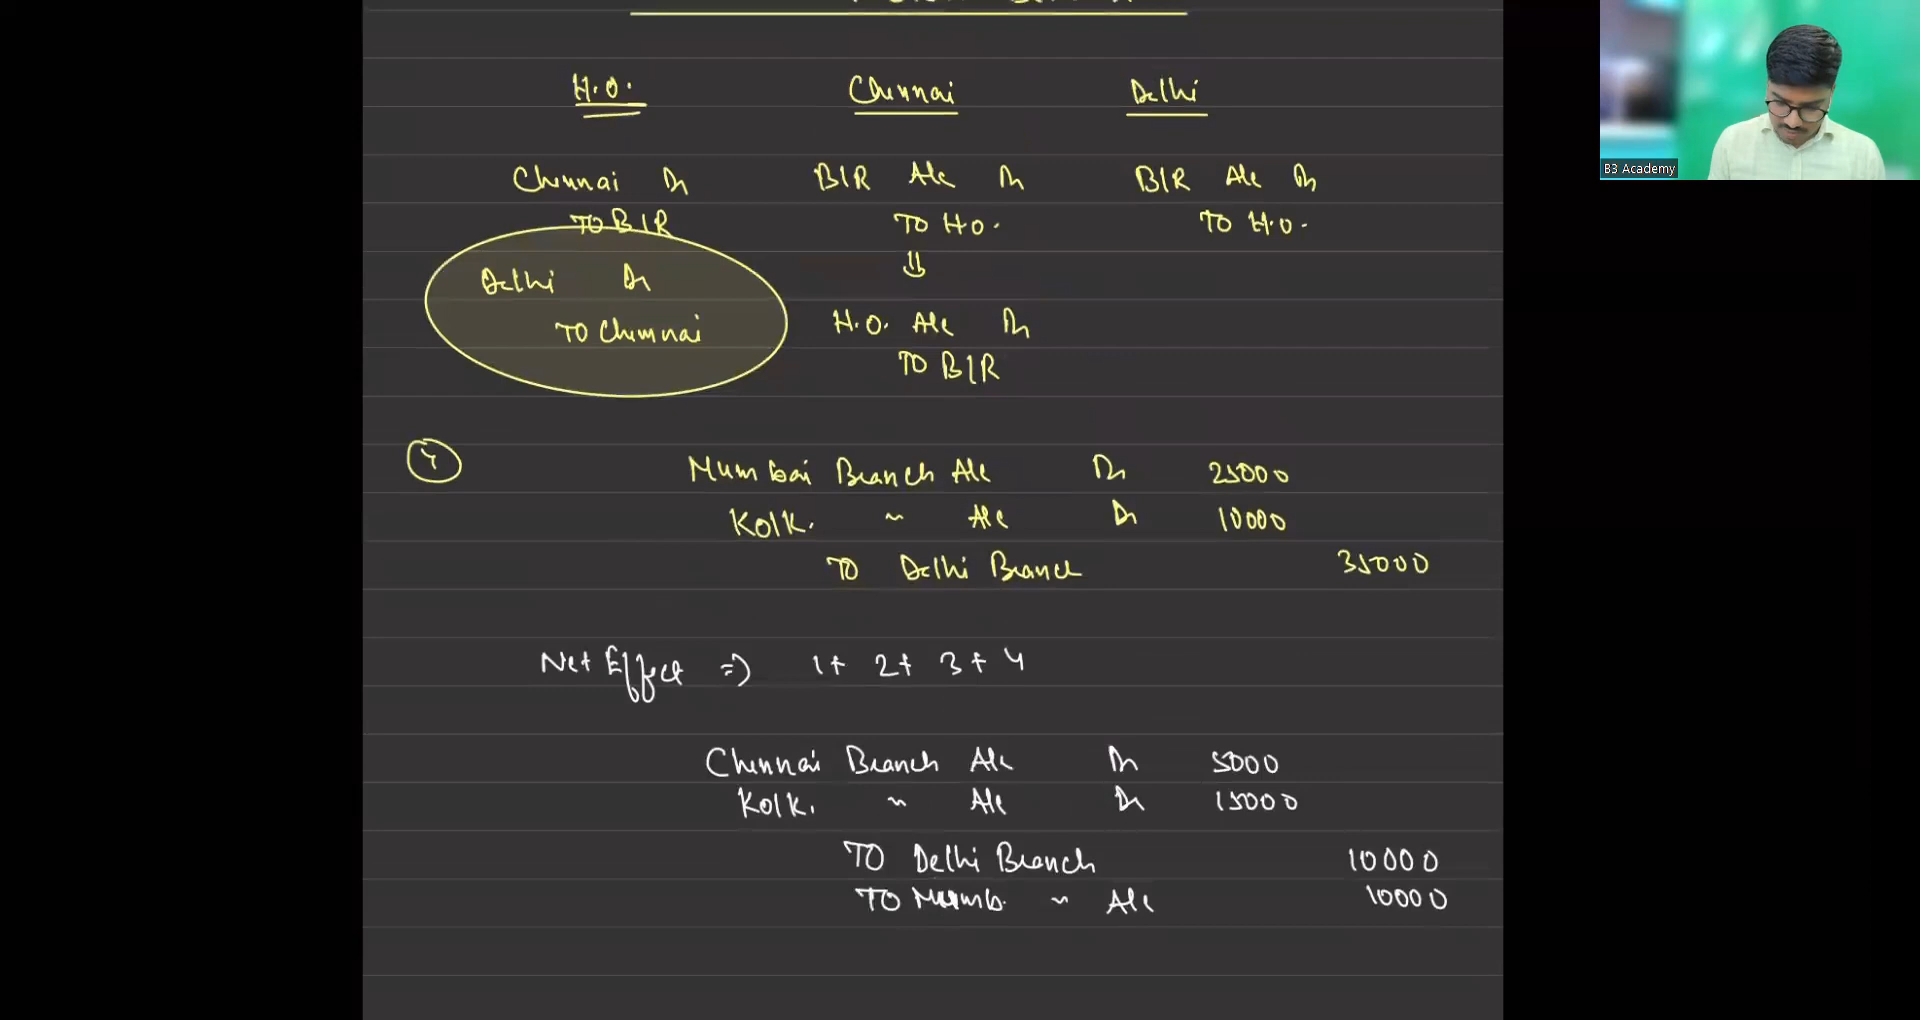 H.O. Chennai Delhi
Chennai Dr B/R A/c Dr B/R A/c Dr
TO B/R TO H.O. TO H.O.
Delhi Dr
TO Chennai H.O. A/c Dr
TO B/R
4 Mumbai Branch A/c Dr 25000
Kolk. " A/c Dr 10000
TO Delhi Branch 35000
Net Effect => 1+ 2+ 3+ 4
Chennai Branch A/c Dr 5000
Kolk. " A/c Dr 15000
TO Delhi Branch 10000
TO Mumb. " A/c 10000
B3 Academy